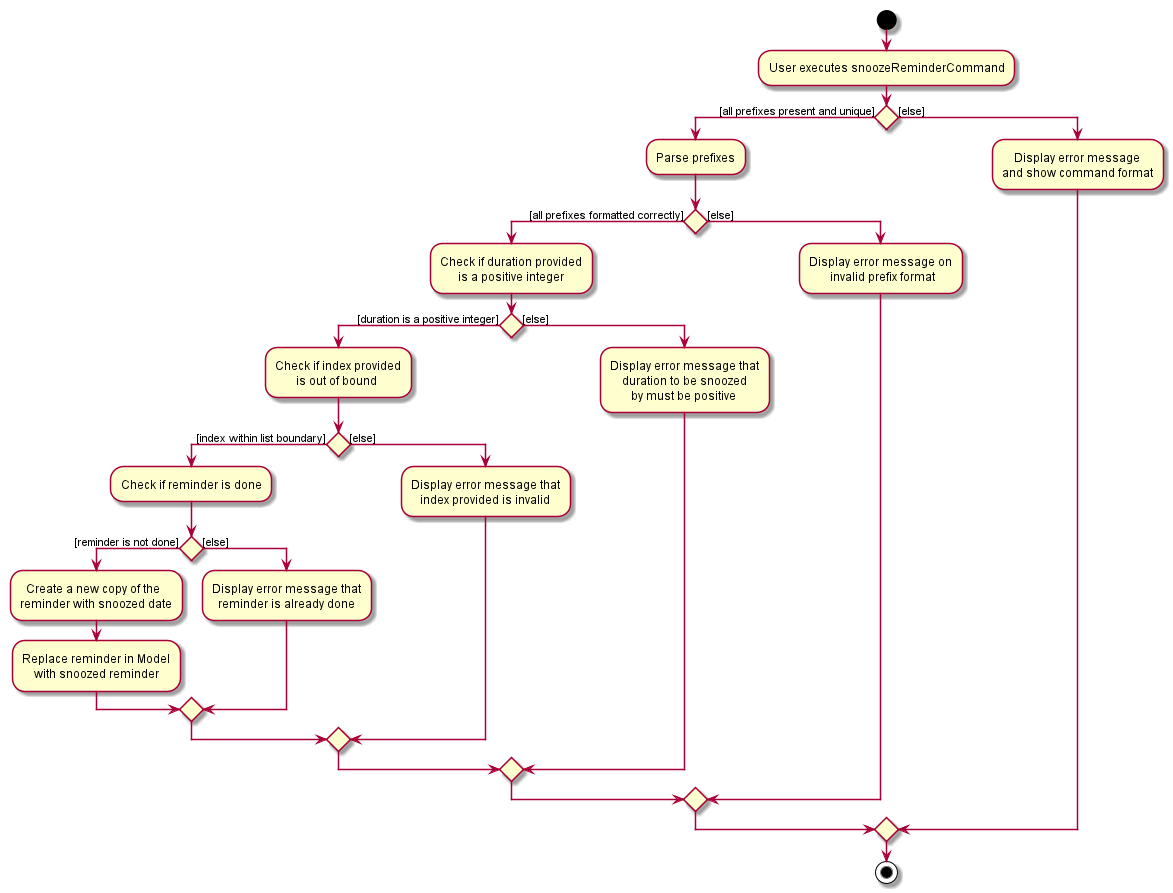 User executes snoozeReminderCommand
[all prefixes present and unique]
[else]
Parse prefixes
Display error message
and show command format
[all prefixes formatted correctly]
[else]
Check if duration provided
is a positive integer
Display error message on
invalid prefix format
[duration is a positive integer]
[else]
Check if index provided
is out of bound
Display error message that
duration to be snoozed
by must be positive
[index within list boundary]
[else]
Check if reminder is done
Display error message that
index provided is invalid
[reminder is not done]
[else]
Create a new copy of the
reminder with snoozed date
Display error message that
reminder is already done
Replace reminder in Model
with snoozed reminder